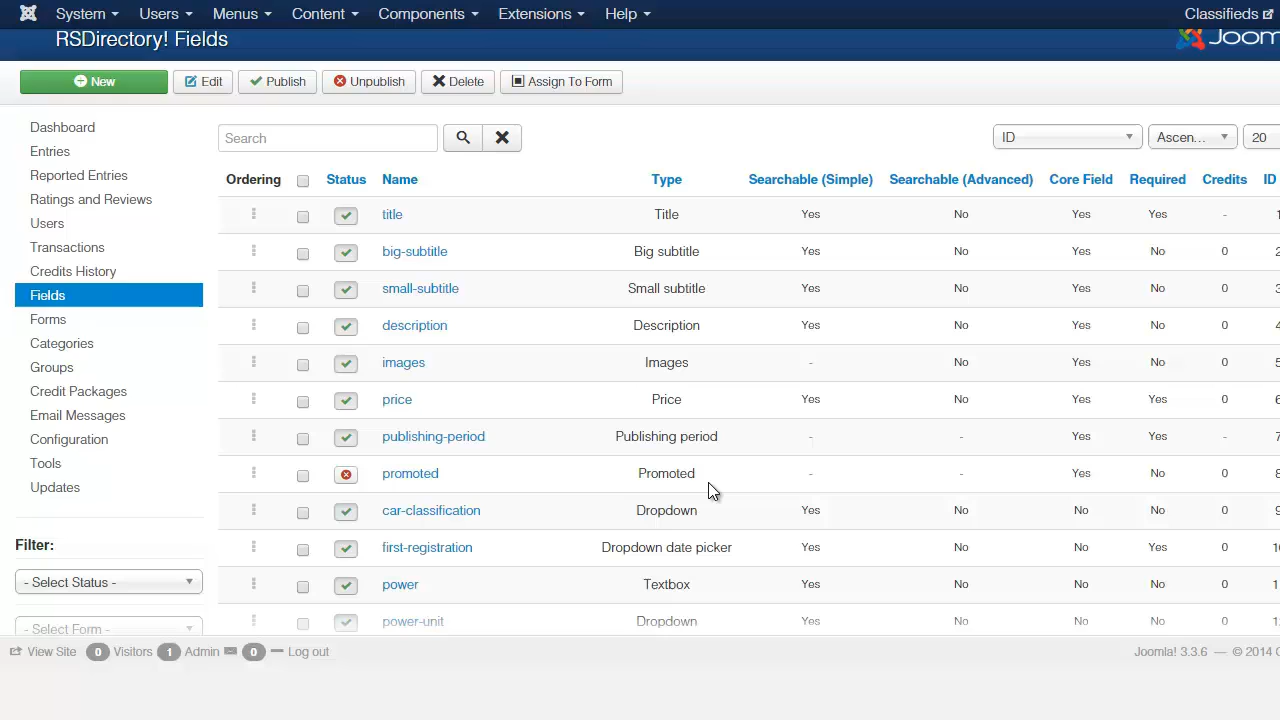 System Users Menus Content Components Extensions Help Classifieds
RSDirectory! Fields
New Edit Publish Unpublish Delete Assign To Form
Dashboard
Entries
Reported Entries
Ratings and Reviews
Users
Transactions
Credits History
Fields
Forms
Categories
Groups
Credit Packages
Email Messages
Configuration
Tools
Updates
Filter:
- Select Status -
- Select Form -
Search ID Ascen... 20
Ordering Status Name Type Searchable (Simple) Searchable (Advanced) Core Field Required Credits ID
title Title Yes No Yes Yes - 1
big-subtitle Big subtitle Yes No Yes No 0 2
small-subtitle Small subtitle Yes No Yes No 0 3
description Description Yes No Yes No 0 4
images Images - No Yes No 0 5
price Price Yes No Yes Yes 0 6
publishing-period Publishing period - - Yes Yes - 7
promoted Promoted - - Yes No 0 8
car-classification Dropdown Yes No No No 0 9
first-registration Dropdown date picker Yes No No Yes 0
power Textbox Yes No No No 0
power-unit Dropdown Yes No No No 0
View Site 0 Visitors 1 Admin 0 Log out Joomla! 3.3.6 — © 2014